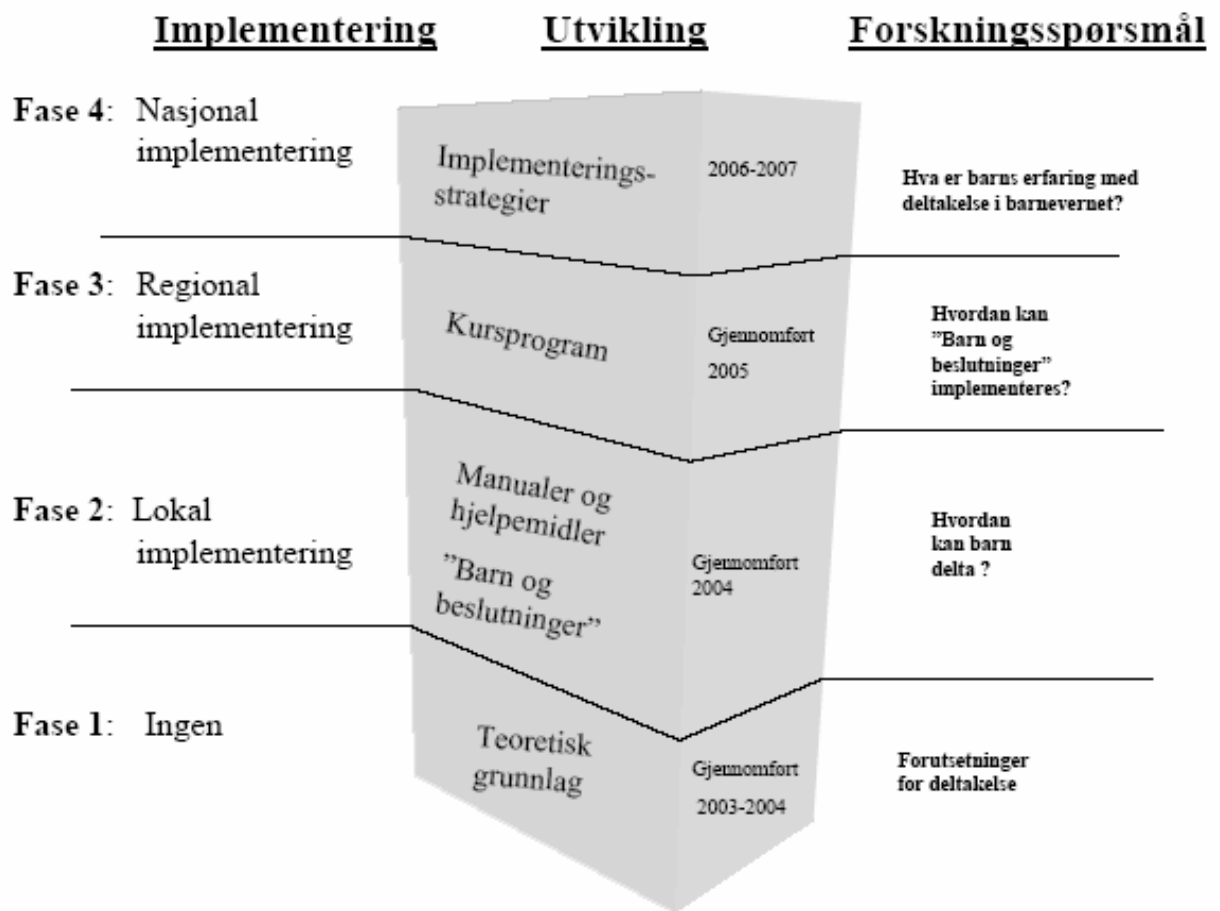 Implementering Utvikling Forskningsspørsmål
Fase 4: Nasjonal
implementering
Implementerings-
strategier
2006-2007
Hva er barns erfaring med
deltakelse i barnevernet?
Fase 3: Regional
implementering
Kursprogram
Gjennomført
2005
Hvordan kan
”Barn og
beslutninger”
implementeres?
Fase 2: Lokal
implementering
Manualer og
hjelpemidler
”Barn og
beslutninger”
Gjennomført
2004
Hvordan
kan barn
delta ?
Fase 1: Ingen
Teoretisk
grunnlag
Gjennomført
2003-2004
Forutsetninger
for deltakelse